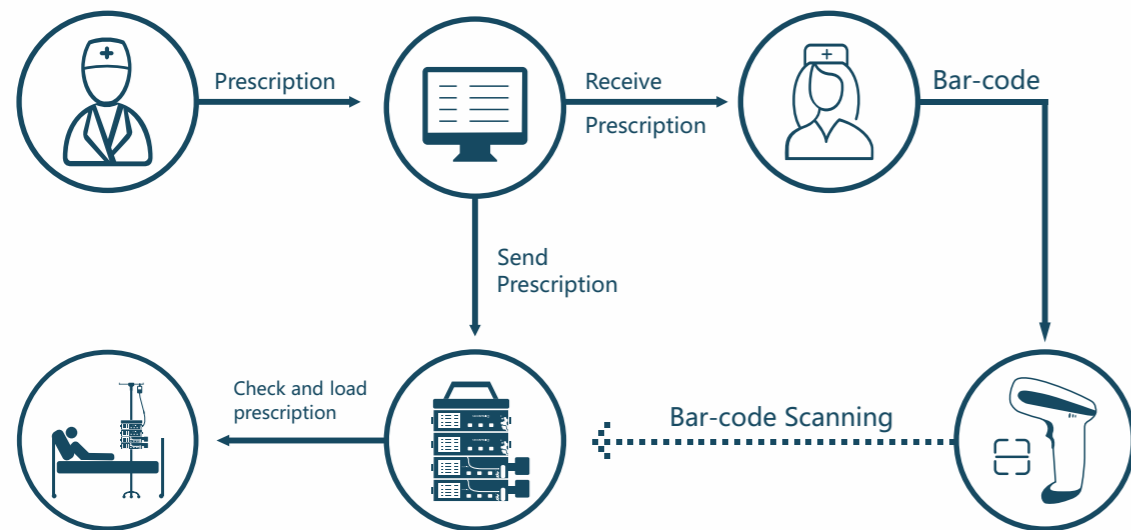 Prescription
Receive
Prescription
Bar-code
Send
Prescription
Check and load
prescription
Bar-code Scanning